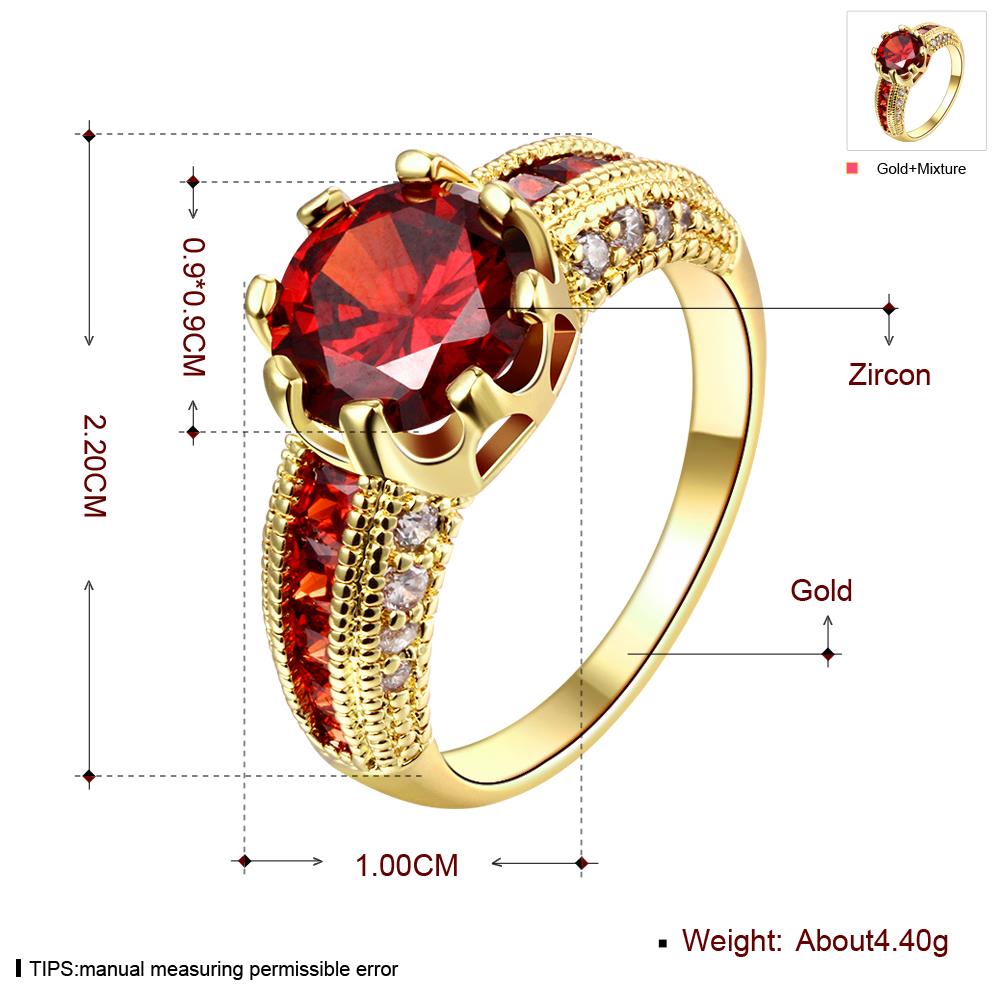 Gold+Mixture
0.9*0.9CM
Zircon
2.20CM
Gold
1.00CM
Weight: About4.40g
TIPS:manual measuring permissible error